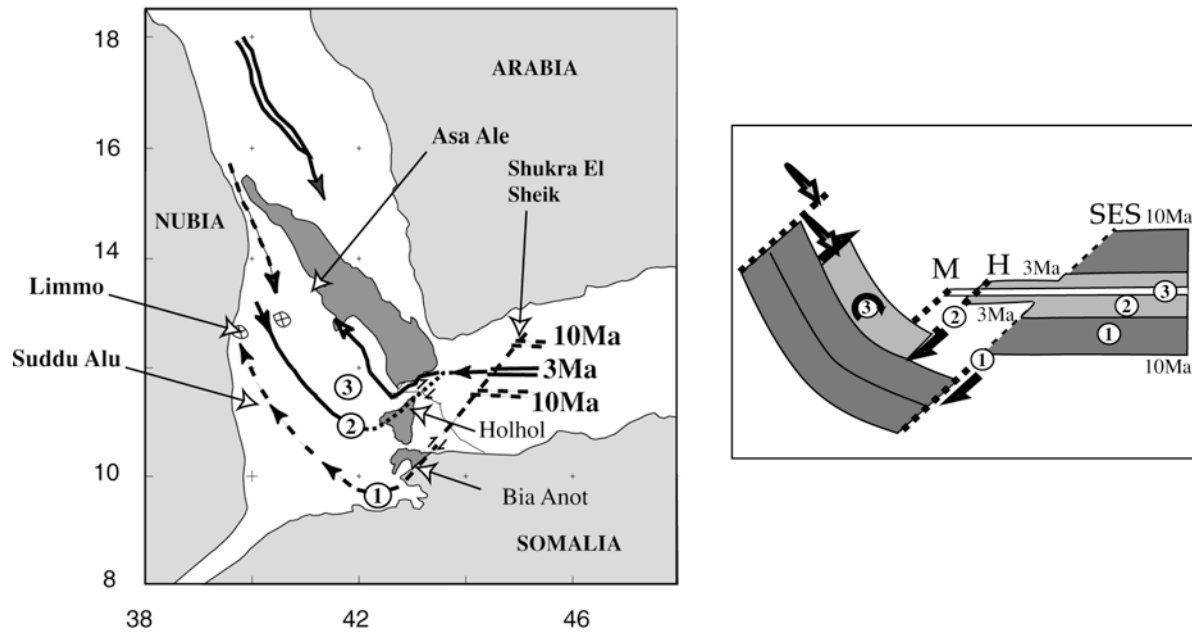 18
16
14
12
10
8
38
42
46
ARABIA
Asa Ale
Shukra El
Sheik
NUBIA
Limmo
Suddu Alu
10Ma
3Ma
10Ma
Holhol
Bia Anot
SOMALIA
1
2
3
SES 10Ma
M
H
3Ma
3
3
2
2
3Ma
1
1
10Ma